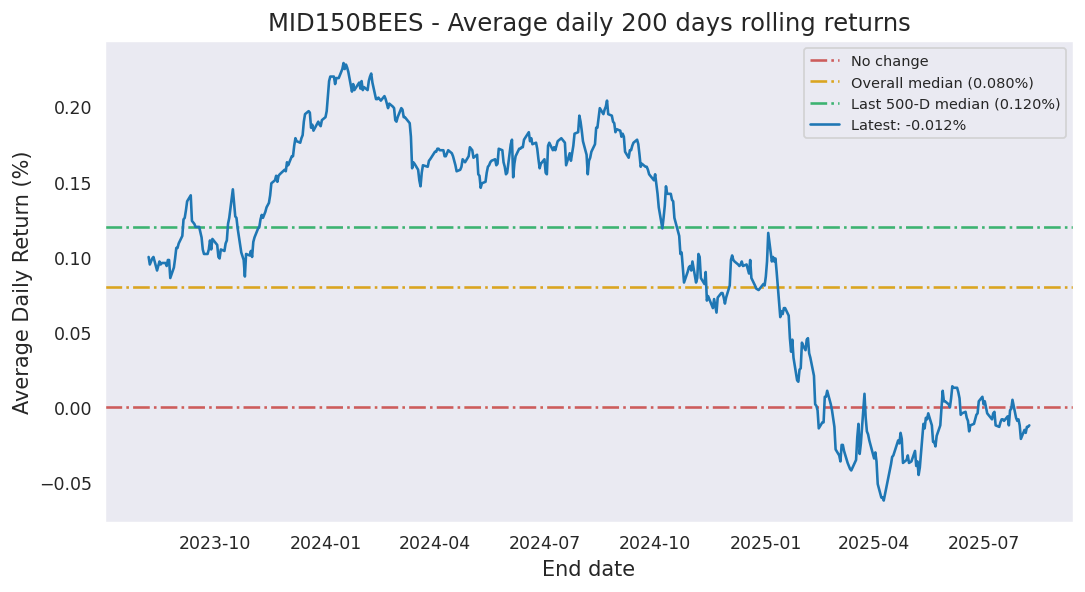 MID150BEES - Average daily 200 days rolling returns
No change
Overall median (0.080%)
Last 500-D median (0.120%)
Latest: -0.012%
Average Daily Return (%)
0.20
0.15
0.10
0.05
0.00
−0.05
2023-10 2024-01 2024-04 2024-07 2024-10 2025-01 2025-04 2025-07
End date